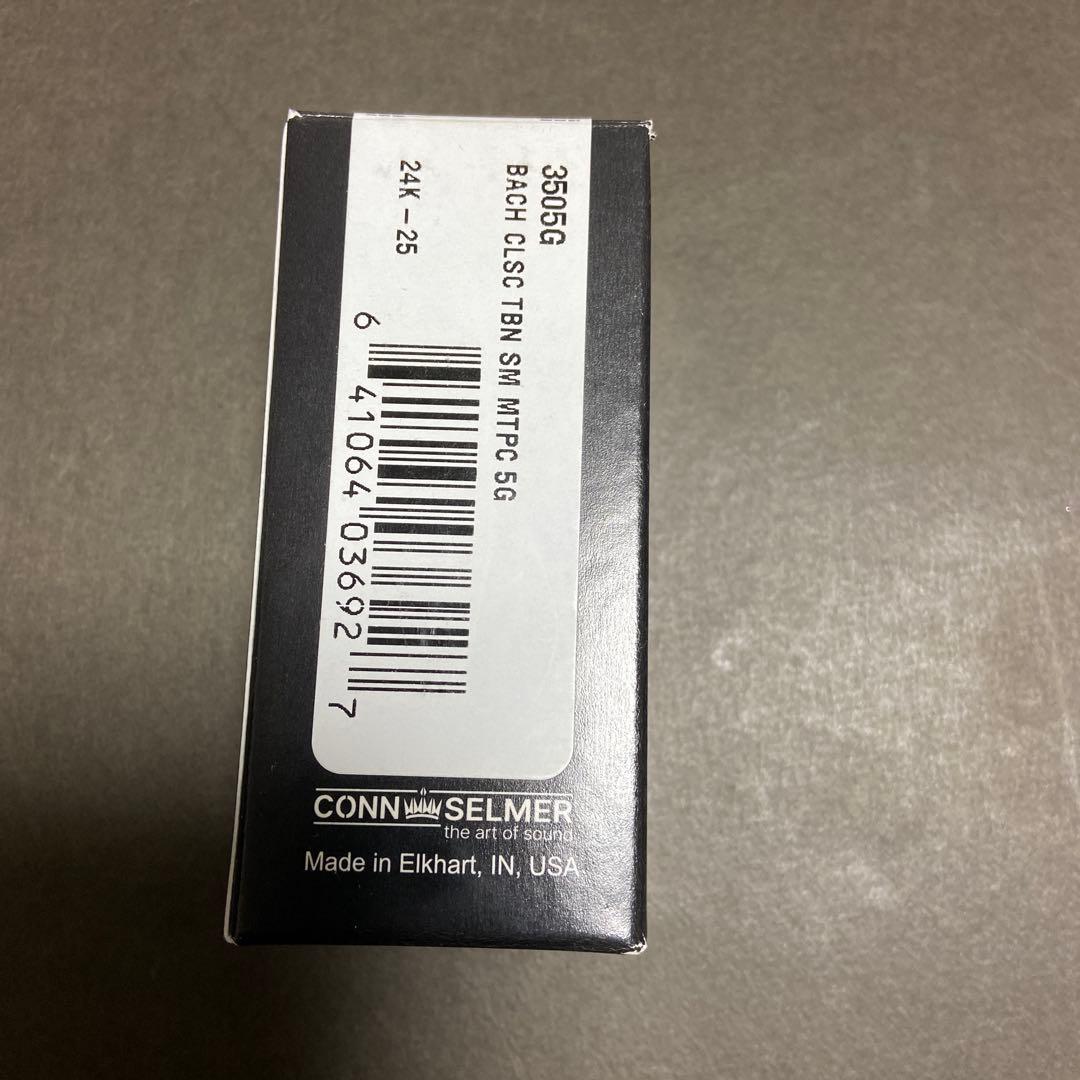 3505G
BACH CLSC TBN SM MTPC 5G
24K-25
6 41064 03692 7
CONN SELMER
the art of sound
Made in Elkhart, IN, USA